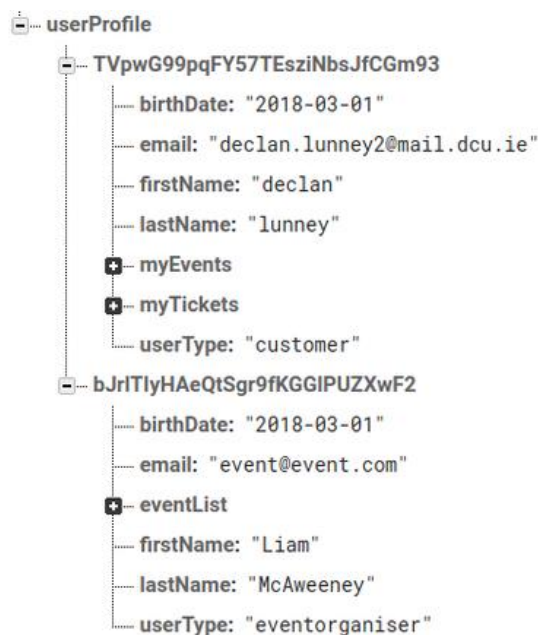 userProfile
TVpwG99pqFY57TEsziNbsJfCGm93
birthDate: "2018-03-01"
email: "declan.lunney2@mail.dcu.ie"
firstName: "declan"
lastName: "lunney"
myEvents
myTickets
userType: "customer"
bJrlTlyHAeQtSgr9fKGGlPUZXwF2
birthDate: "2018-03-01"
email: "event@event.com"
eventList
firstName: "Liam"
lastName: "McAweeney"
userType: "eventorganiser"